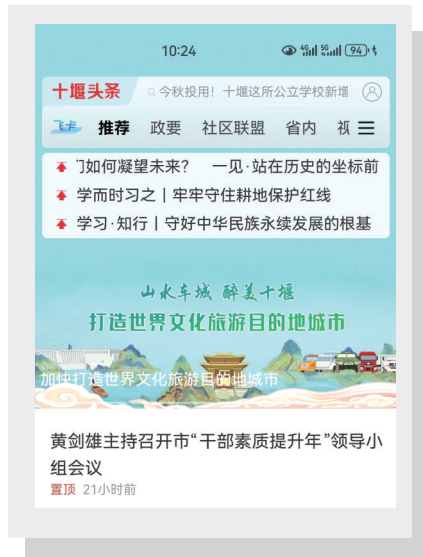 10:24
4G 5G 94
十堰头条 今秋投用！十堰这所公立学校新增
飞卡 推荐 政要 社区联盟 省内
如何凝望未来？ 一见·站在历史的坐标前
学而时习之丨牢牢守住耕地保护红线
学习·知行丨守好中华民族永续发展的根基
山水车城 醉美十堰
打造世界文化旅游目的地城市
加快打造世界文化旅游目的地城市
黄剑雄主持召开市“干部素质提升年”领导小
组会议
置顶 21小时前